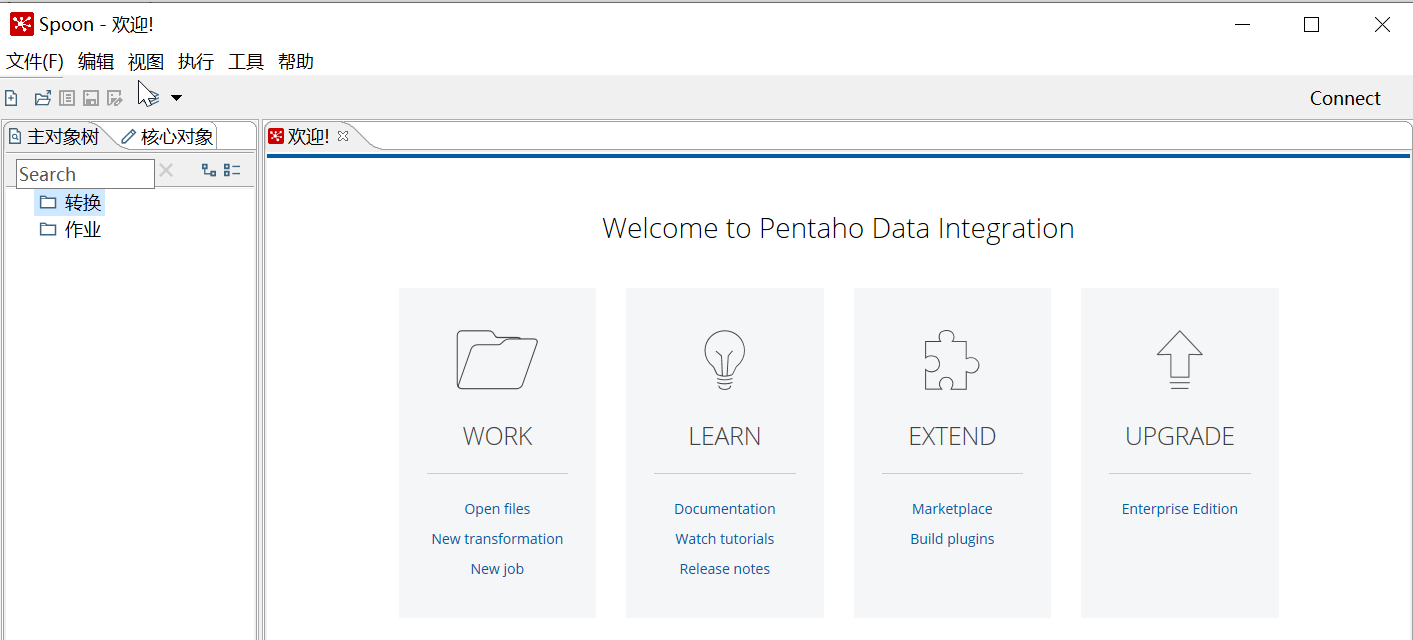 Spoon - 欢迎!
文件(F) 编辑 视图 执行 工具 帮助
Connect
主对象树 核心对象
欢迎!
Search
转换
作业
Welcome to Pentaho Data Integration
WORK
Open files
New transformation
New job
LEARN
Documentation
Watch tutorials
Release notes
EXTEND
Marketplace
Build plugins
UPGRADE
Enterprise Edition